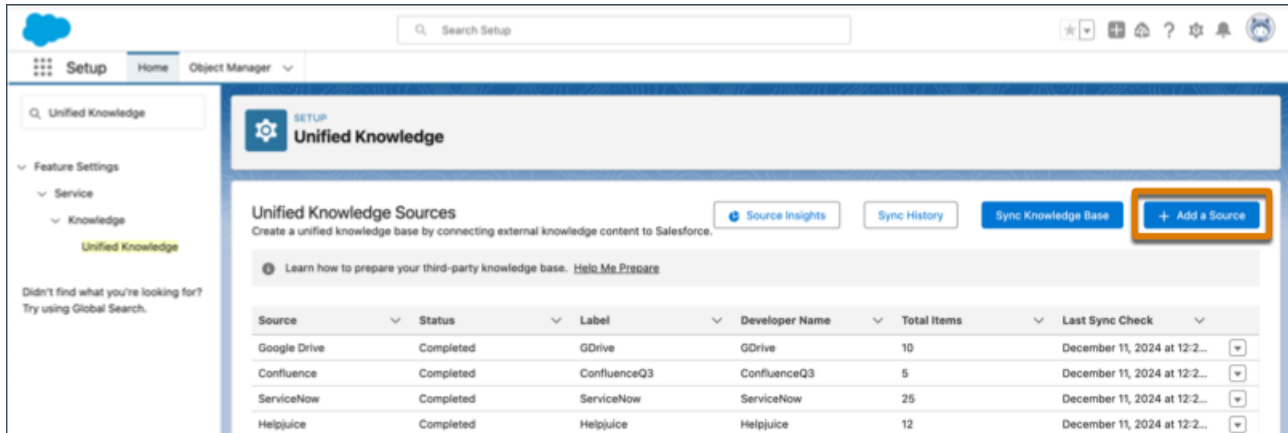 Search Setup
Setup Home Object Manager
Unified Knowledge
SETUP
Unified Knowledge
Feature Settings
Service
Knowledge
Unified Knowledge
Didn't find what you're looking for?
Try using Global Search.
Unified Knowledge Sources
Create a unified knowledge base by connecting external knowledge content to Salesforce.
Source Insights Sync History Sync Knowledge Base + Add a Source
Learn how to prepare your third-party knowledge base. Help Me Prepare
Source Status Label Developer Name Total Items Last Sync Check
Google Drive Completed GDrive GDrive 10 December 11, 2024 at 12:2...
Confluence Completed ConfluenceQ3 ConfluenceQ3 5 December 11, 2024 at 12:2...
ServiceNow Completed ServiceNow ServiceNow 25 December 11, 2024 at 12:2...
Helpjuice Completed Helpjuice Helpjuice 12 December 11, 2024 at 12:2...